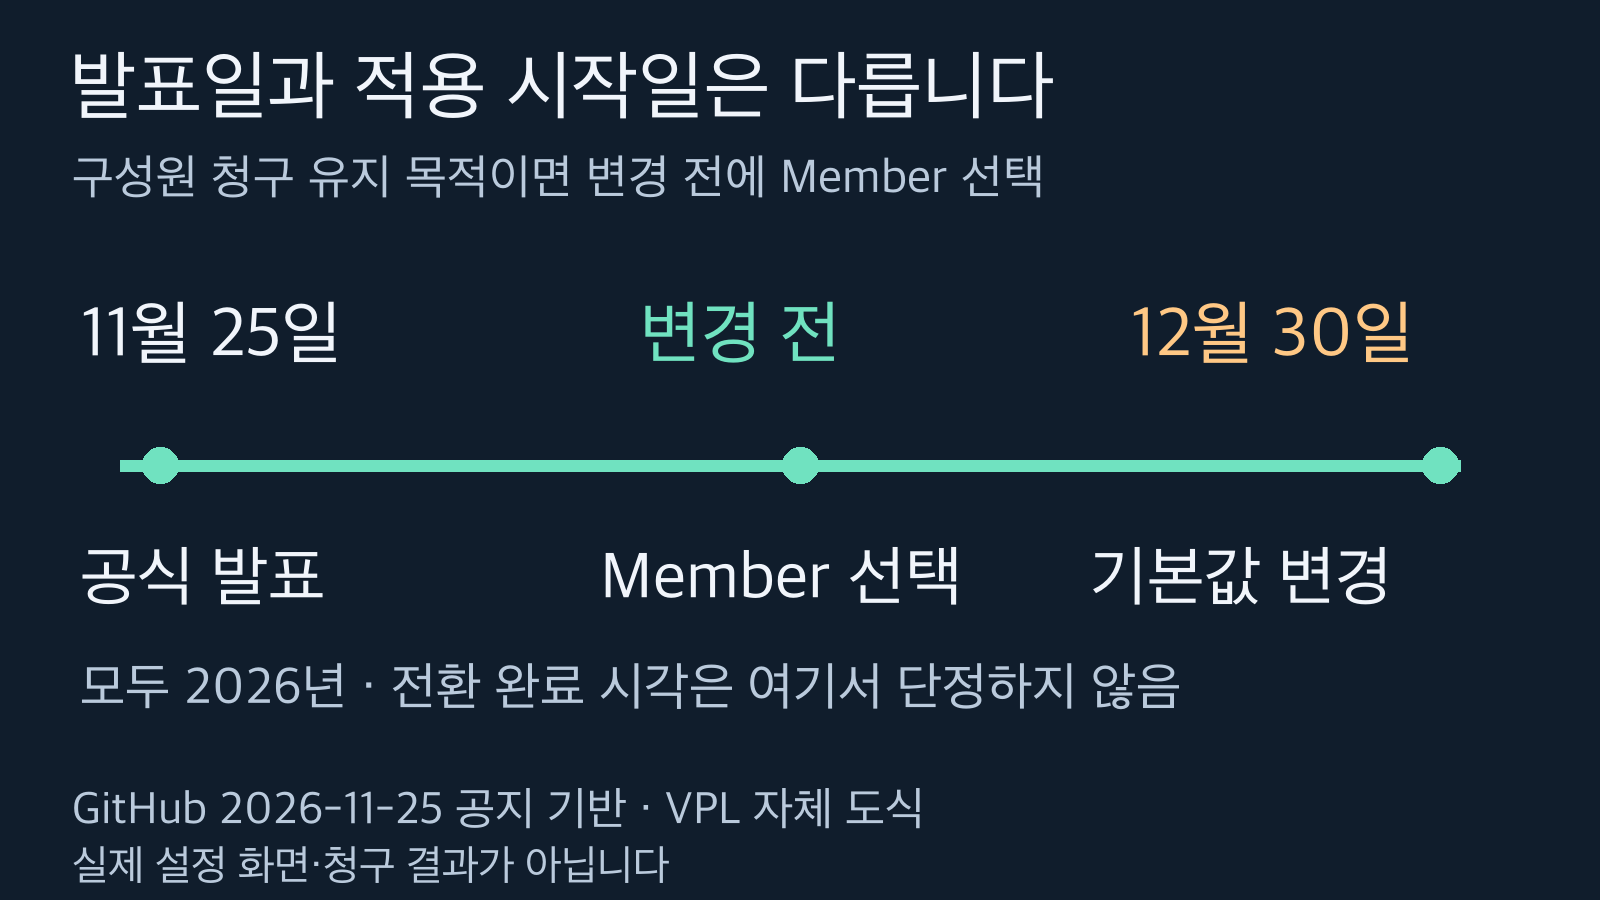 발표일과 적용 시작일은 다릅니다
구성원 청구 유지 목적이면 변경 전에 Member 선택
11월 25일
변경 전
12월 30일
공식 발표
Member 선택
기본값 변경
모두 2026년 · 전환 완료 시각은 여기서 단정하지 않음
GitHub 2026-11-25 공지 기반 · VPL 자체 도식
실제 설정 화면·청구 결과가 아닙니다